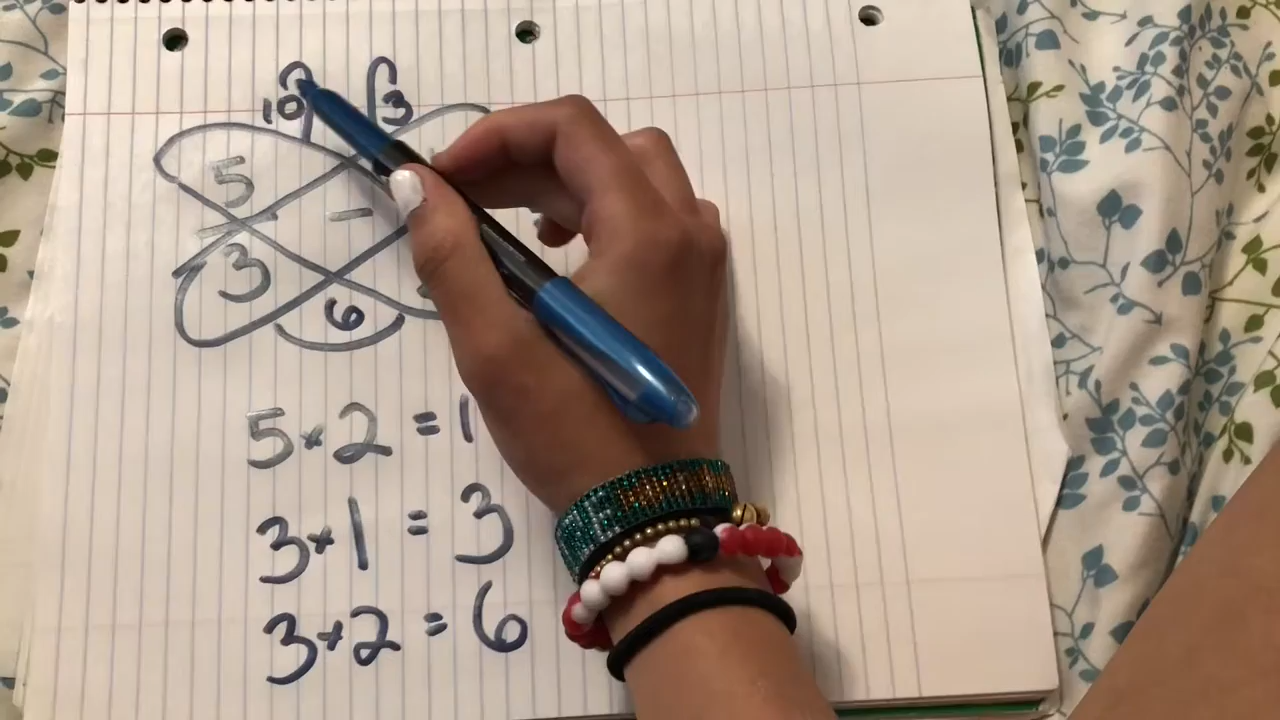 10 3
5
-
3
6
5 × 2 = 1
3 × 1 = 3
3 × 2 = 6